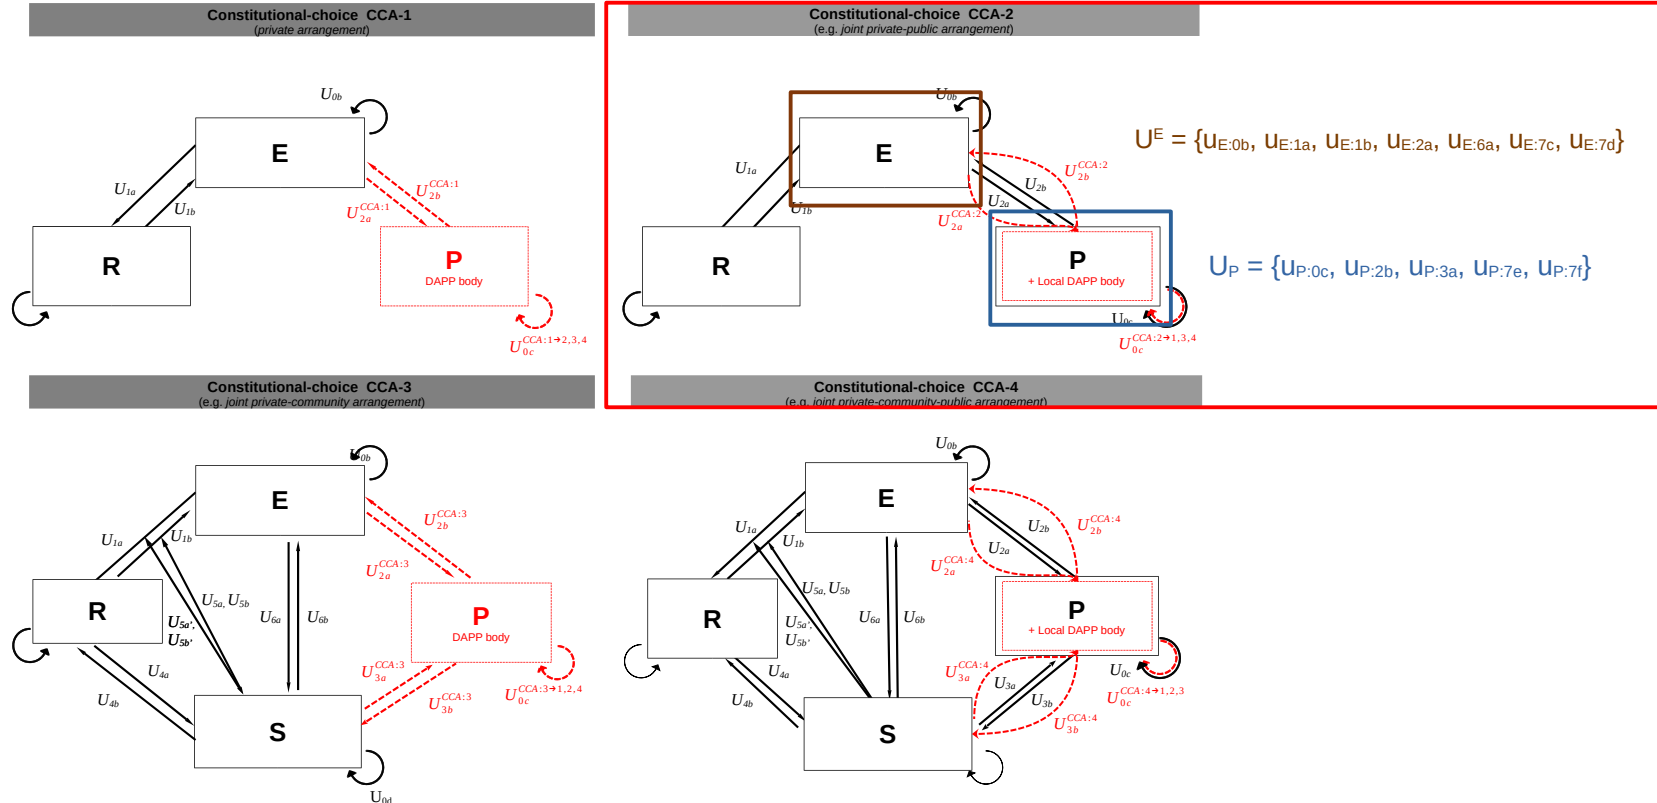 Constitutional-choice CCA-1
(private arrangement)
U0b
E
U1a
U1b
U2b^CCA:1
U2a^CCA:1
R
P
DAPP body
U0c^CCA:1→2,3,4
Constitutional-choice CCA-2
(e.g. joint private-public arrangement)
U0b
E
U1a
U1b
U2b^CCA:2
U2b
U2a
U2a^CCA:2
R
P
+ Local DAPP body
U0c
U0c^CCA:2→1,3,4
U^E = {uE:0b, uE:1a, uE:1b, uE:2a, uE:6a, uE:7c, uE:7d}
UP = {uP:0c, uP:2b, uP:3a, uP:7e, uP:7f}
Constitutional-choice CCA-3
(e.g. joint private-community arrangement)
U0b
E
U1a
U1b
U2b^CCA:3
U2a^CCA:3
R
U5a, U5b
U5a',
U5b'
U6a
U6b
P
DAPP body
U4a
U4b
U3a^CCA:3
U3b^CCA:3
U0c^CCA:3→1,2,4
S
U0d
Constitutional-choice CCA-4
(e.g. joint private-community-public arrangement)
U0b
E
U1a
U1b
U2b
U2b^CCA:4
U2a
U2a^CCA:4
R
U5a, U5b
U5a',
U5b'
U6a
U6b
P
+ Local DAPP body
U4a
U4b
U3a^CCA:4
U3a
U3b
U3b^CCA:4
U0c
U0c^CCA:4→1,2,3
S